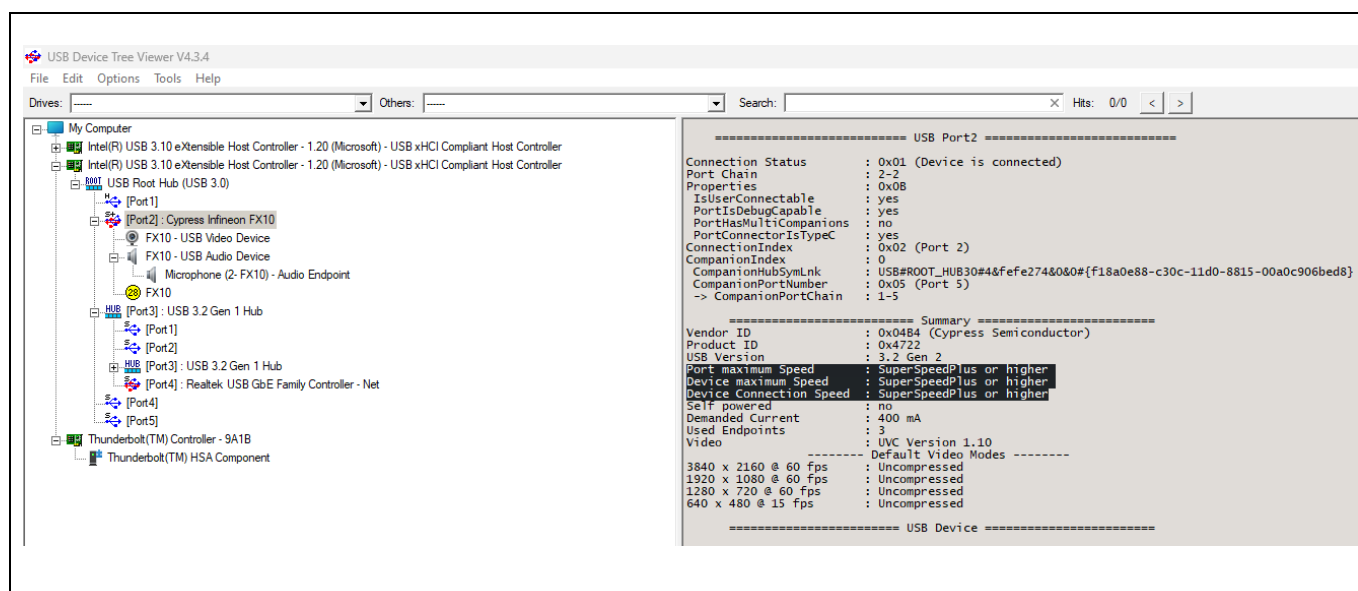 USB Device Tree Viewer V4.3.4
File Edit Options Tools Help
Drives: ----- Others: ----- Search: Hits: 0/0 < >
My Computer
Intel(R) USB 3.10 eXtensible Host Controller - 1.20 (Microsoft) - USB xHCI Compliant Host Controller
Intel(R) USB 3.10 eXtensible Host Controller - 1.20 (Microsoft) - USB xHCI Compliant Host Controller
ROOT USB Root Hub (USB 3.0)
H [Port1]
S+ [Port2] : Cypress Infineon FX10
FX10 - USB Video Device
FX10 - USB Audio Device
Microphone (2- FX10) - Audio Endpoint
28 FX10
HUB [Port3] : USB 3.2 Gen 1 Hub
S [Port1]
S [Port2]
HUB [Port3] : USB 3.2 Gen 1 Hub
S [Port4] : Realtek USB GbE Family Controller - Net
S [Port4]
S [Port5]
Thunderbolt(TM) Controller - 9A1B
Thunderbolt(TM) HSA Component
=========================== USB Port2 ===========================
Connection Status : 0x01 (Device is connected)
Port Chain : 2-2
Properties : 0x0B
IsUserConnectable : yes
PortIsDebugCapable : yes
PortHasMultiCompanions : no
PortConnectorIsTypeC : yes
ConnectionIndex : 0x02 (Port 2)
CompanionIndex : 0
CompanionHubSymLnk : USB#ROOT_HUB30#4&fefe274&0&0#{f18a0e88-c30c-11d0-8815-00a0c906bed8}
CompanionPortNumber : 0x05 (Port 5)
-> CompanionPortChain : 1-5
========================== Summary =========================
Vendor ID : 0x04B4 (Cypress Semiconductor)
Product ID : 0x4722
USB Version : 3.2 Gen 2
Port maximum Speed : SuperSpeedPlus or higher
Device maximum Speed : SuperSpeedPlus or higher
Device Connection Speed : SuperSpeedPlus or higher
Self powered : no
Demanded Current : 400 mA
Used Endpoints : 3
Video : UVC Version 1.10
-------- Default Video Modes --------
3840 x 2160 @ 60 fps : Uncompressed
1920 x 1080 @ 60 fps : Uncompressed
1280 x 720 @ 60 fps : Uncompressed
640 x 480 @ 15 fps : Uncompressed
======================== USB Device ========================